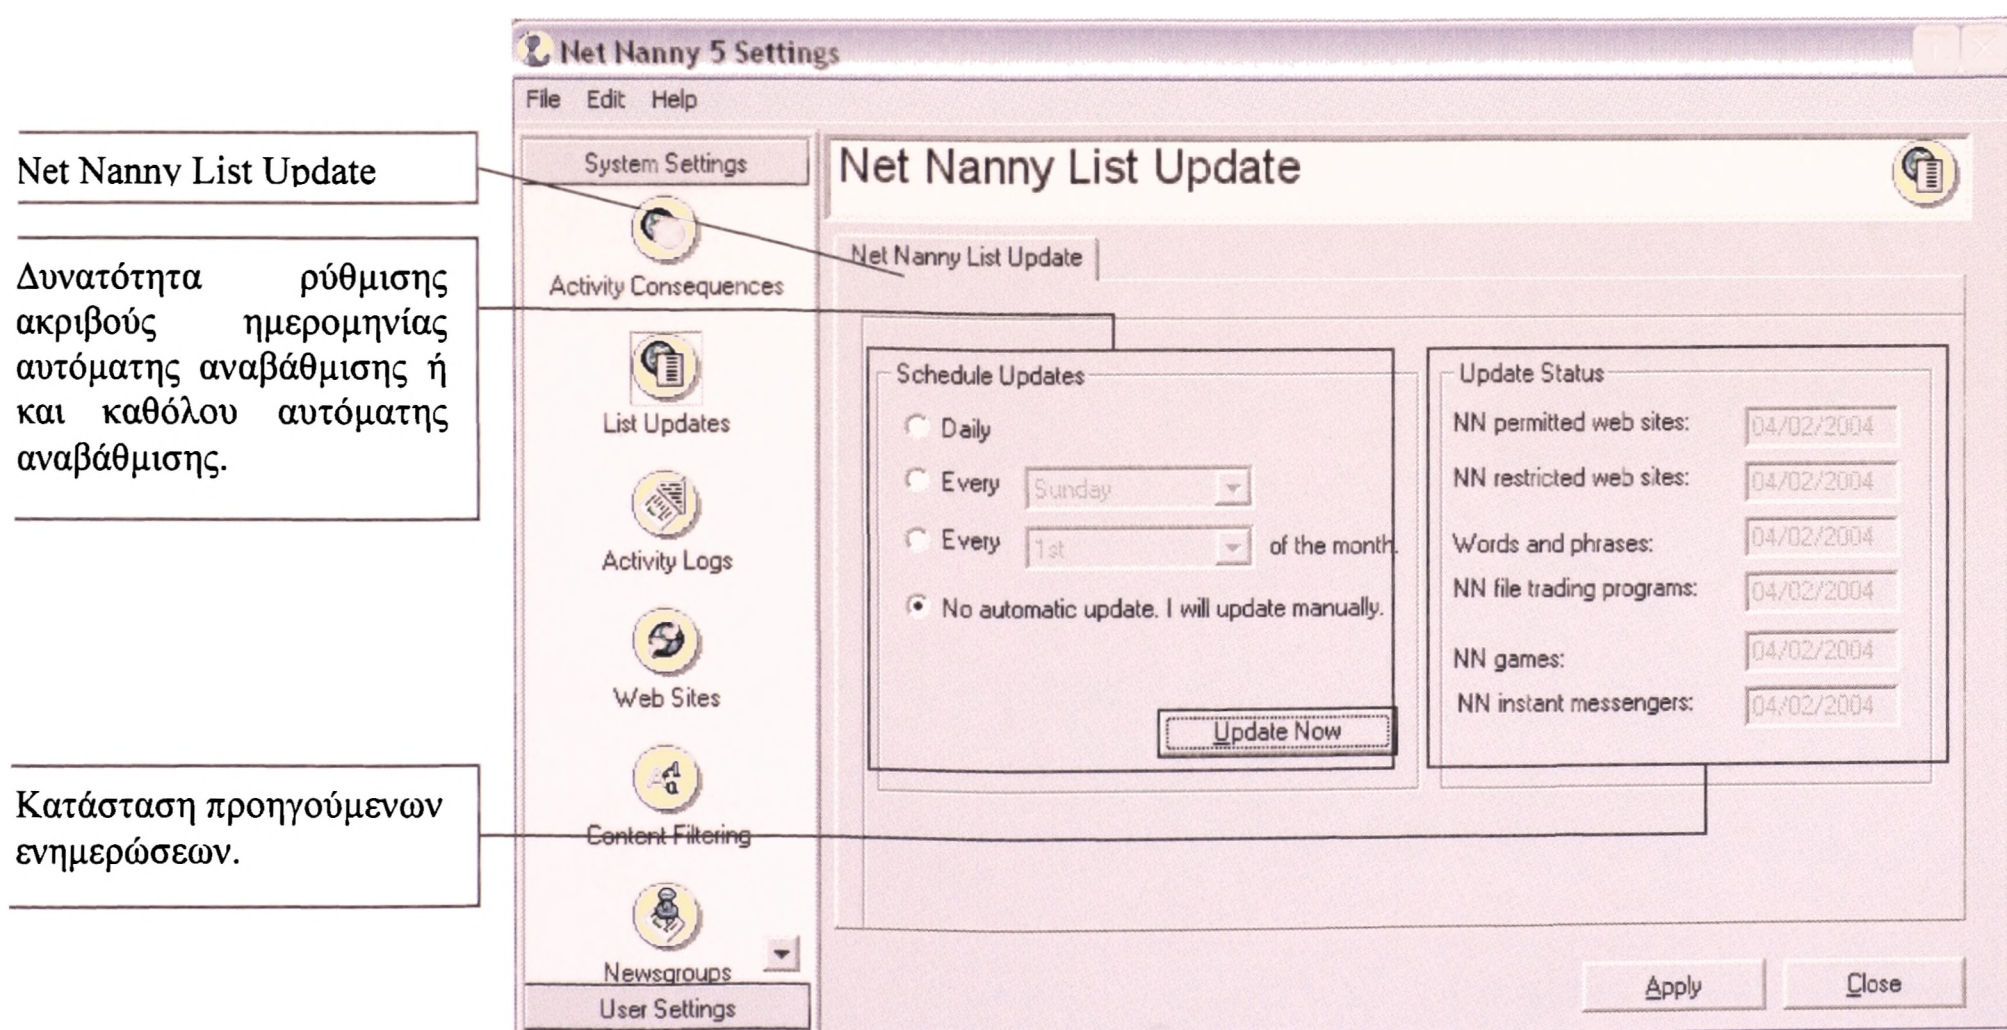 Net Nanny 5 Settings
File Edit Help
Net Nanny List Update
Δυνατότητα ρύθμισης
ακριβούς ημερομηνίας
αυτόματης αναβάθμισης ή
και καθόλου αυτόματης
αναβάθμισης.
Κατάσταση προηγούμενων
ενημερώσεων.
System Settings
Activity Consequences
List Updates
Activity Logs
Web Sites
Content Filtering
Newsgroups
User Settings
Net Nanny List Update
Net Nanny List Update
Schedule Updates
Daily
Every Sunday
Every 1st of the month.
No automatic update. I will update manually.
Update Now
Update Status
NN permitted web sites: 04/02/2004
NN restricted web sites: 04/02/2004
Words and phrases: 04/02/2004
NN file trading programs: 04/02/2004
NN games: 04/02/2004
NN instant messengers: 04/02/2004
Apply Close